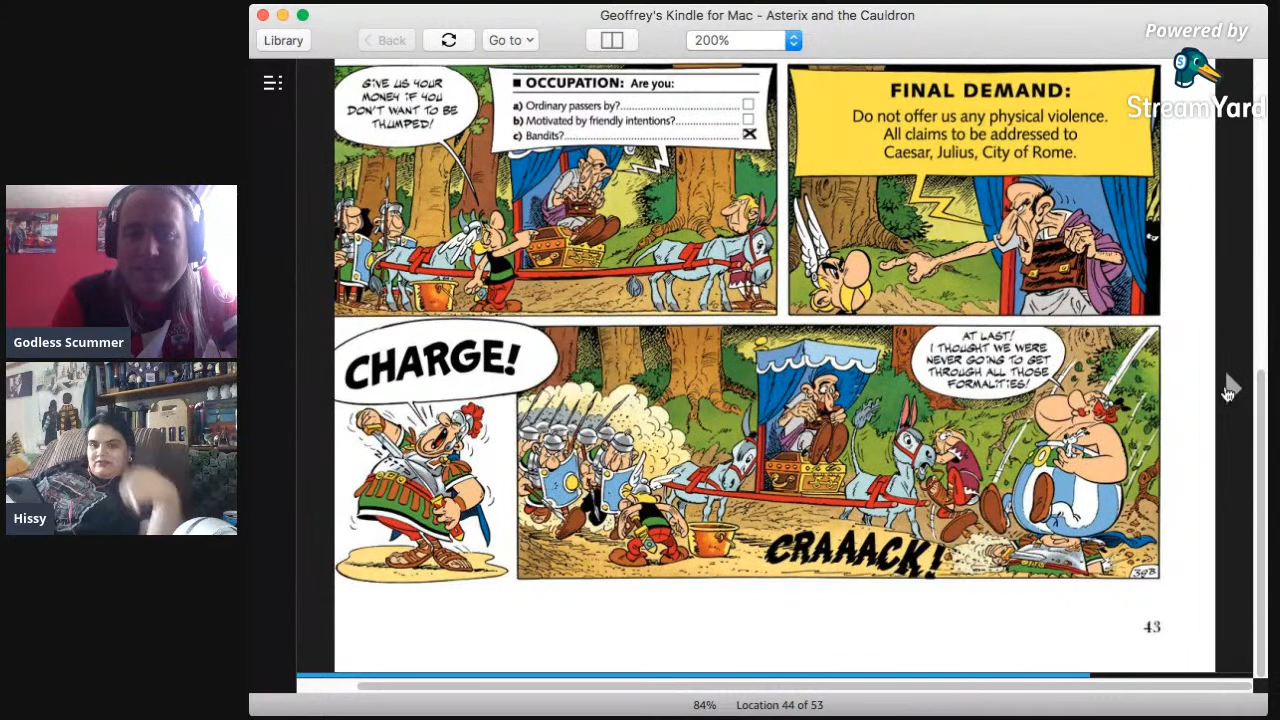 Geoffrey's Kindle for Mac - Asterix and the Cauldron
Library
Back
Go to
200%
Powered by
StreamYard
GIVE US YOUR
MONEY IF YOU
DON'T WANT TO BE
THUMPED!
OCCUPATION: Are you:
a) Ordinary passers by?
b) Motivated by friendly intentions?
c) Bandits?
FINAL DEMAND:
Do not offer us any physical violence.
All claims to be addressed to
Caesar, Julius, City of Rome.
CHARGE!
AT LAST!
I THOUGHT WE WERE
NEVER GOING TO GET
THROUGH ALL THOSE
FORMALITIES!
CRAAACK!
39B
43
Godless Scummer
Hissy
84%
Location 44 of 53